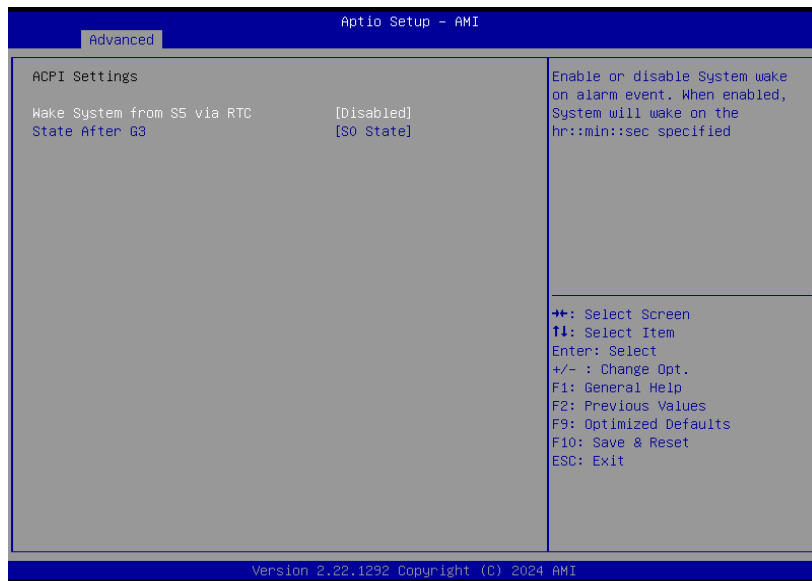 Aptio Setup – AMI
Advanced
ACPI Settings
Wake System from S5 via RTC [Disabled]
State After G3 [S0 State]
Enable or disable System wake
on alarm event. When enabled,
System will wake on the
hr::min::sec specified
→←: Select Screen
↑↓: Select Item
Enter: Select
+/- : Change Opt.
F1: General Help
F2: Previous Values
F9: Optimized Defaults
F10: Save & Reset
ESC: Exit
Version 2.22.1292 Copyright (C) 2024 AMI